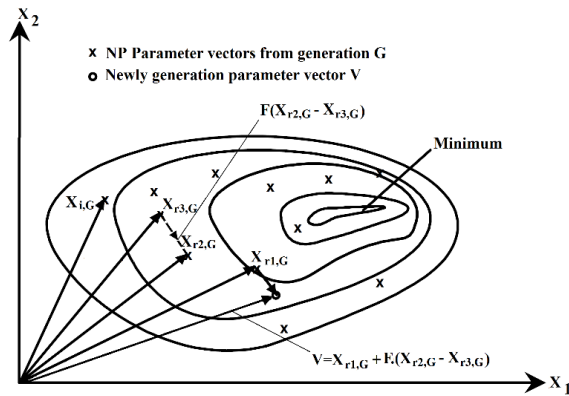 X2
x NP Parameter vectors from generation G
Newly generation parameter vector V
F(Xr2,G - Xr3,G)
Minimum
Xi,G
Xr3,G
Xr2,G
Xr1,G
V=Xr1,G + F.(Xr2,G - Xr3,G)
X1